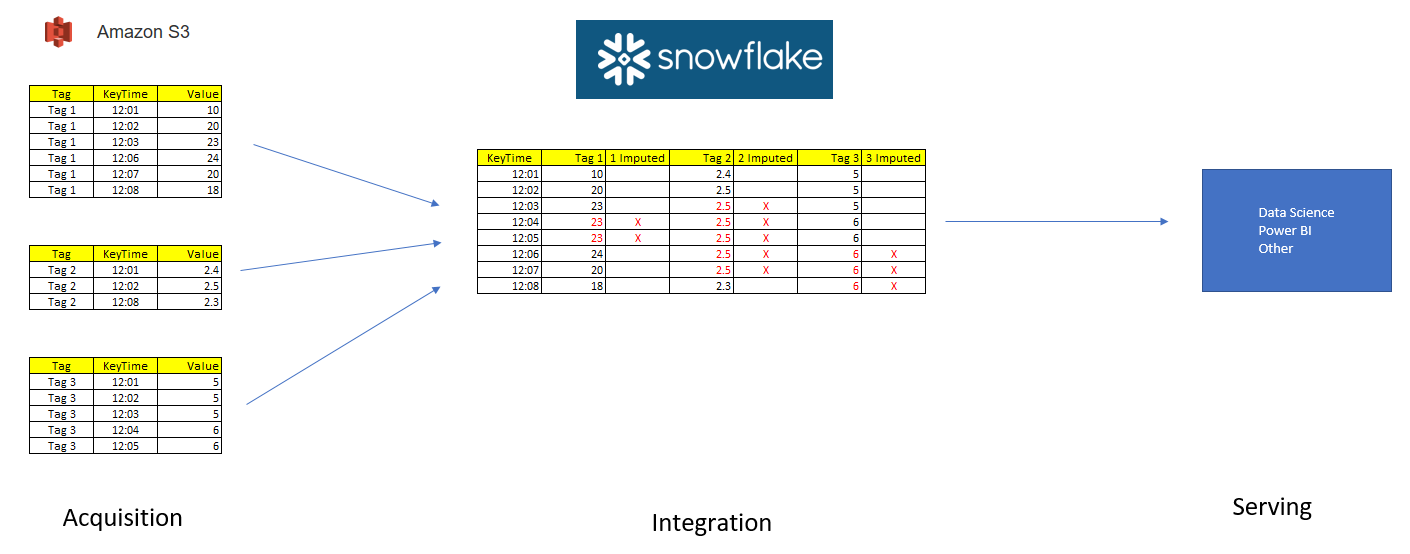 Amazon S3
snowflake
Tag KeyTime Value
Tag 1 12:01 10
Tag 1 12:02 20
Tag 1 12:03 23
Tag 1 12:06 24
Tag 1 12:07 20
Tag 1 12:08 18
Tag KeyTime Value
Tag 2 12:01 2.4
Tag 2 12:02 2.5
Tag 2 12:08 2.3
Tag KeyTime Value
Tag 3 12:01 5
Tag 3 12:02 5
Tag 3 12:03 5
Tag 3 12:04 6
Tag 3 12:05 6
KeyTime Tag 1 1 Imputed Tag 2 2 Imputed Tag 3 3 Imputed
12:01 10 2.4 5
12:02 20 2.5 5
12:03 23 2.5 X 5
12:04 23 X 2.5 X 6
12:05 23 X 2.5 X 6
12:06 24 2.5 X 6 X
12:07 20 2.5 X 6 X
12:08 18 2.3 6 X
Data Science
Power BI
Other
Acquisition
Integration
Serving